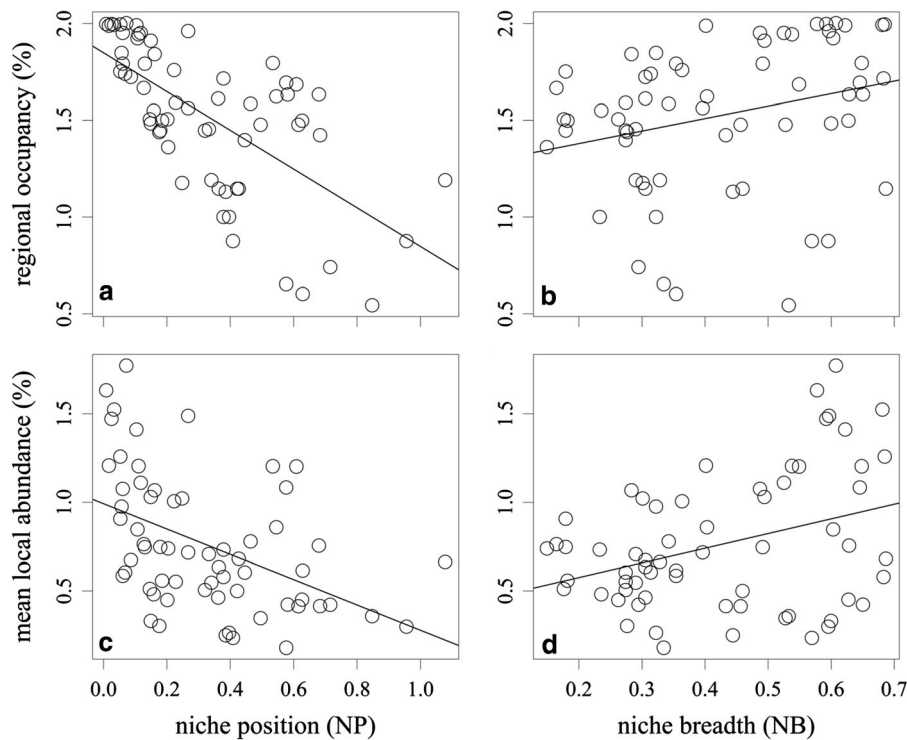 regional occupancy (%)
2.0
1.5
1.0
0.5
a
2.0
1.5
1.0
0.5
b
mean local abundance (%)
1.5
1.0
0.5
c
1.5
1.0
0.5
d
0.0 0.2 0.4 0.6 0.8 1.0
0.2 0.3 0.4 0.5 0.6 0.7
niche position (NP)
niche breadth (NB)